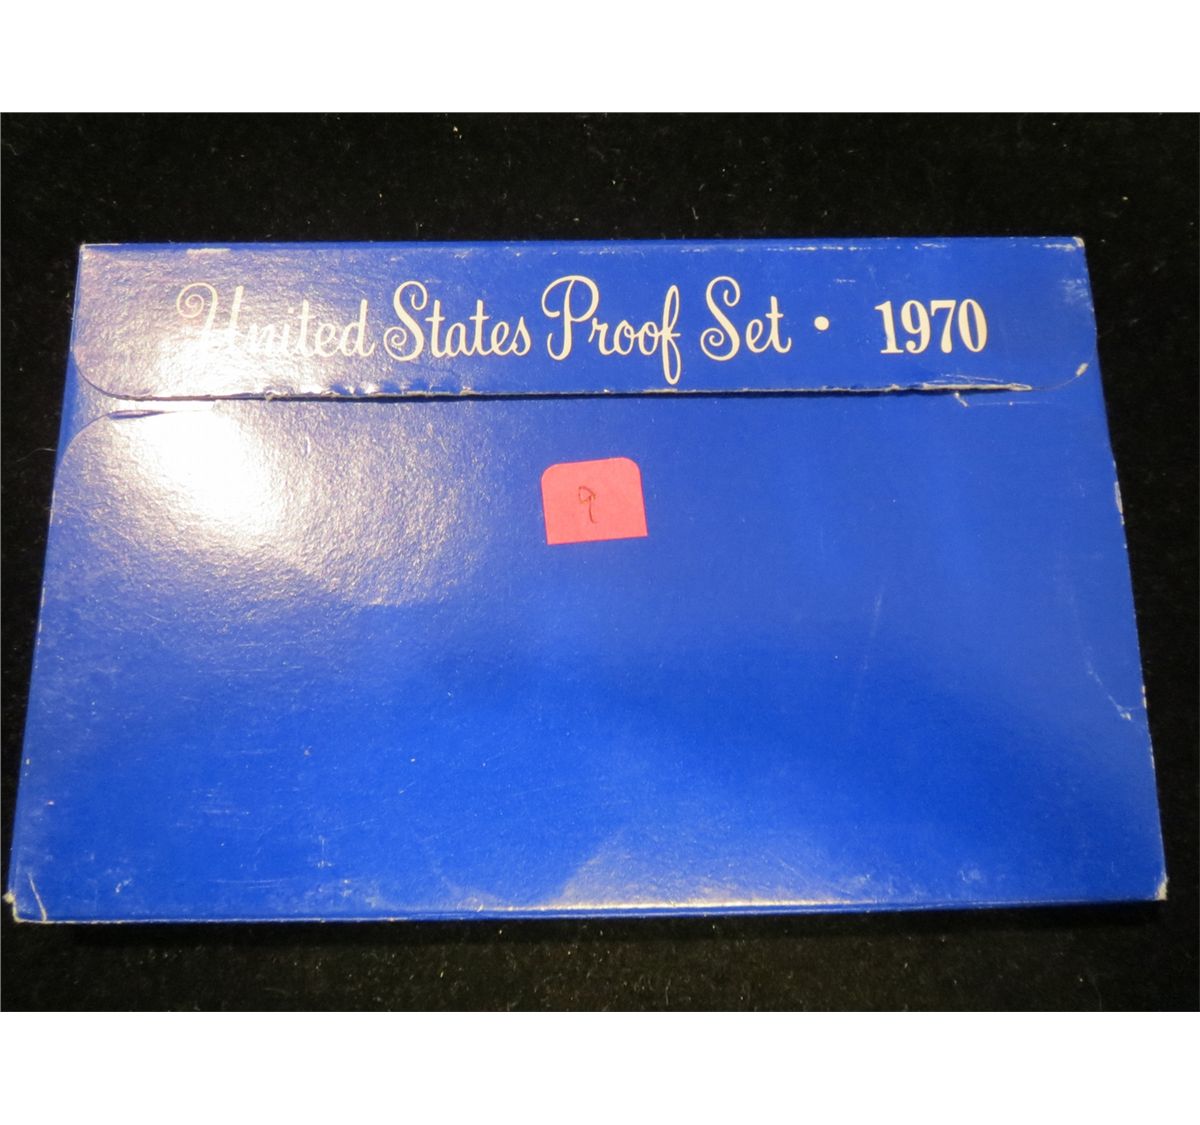 United States Proof Set • 1970
9